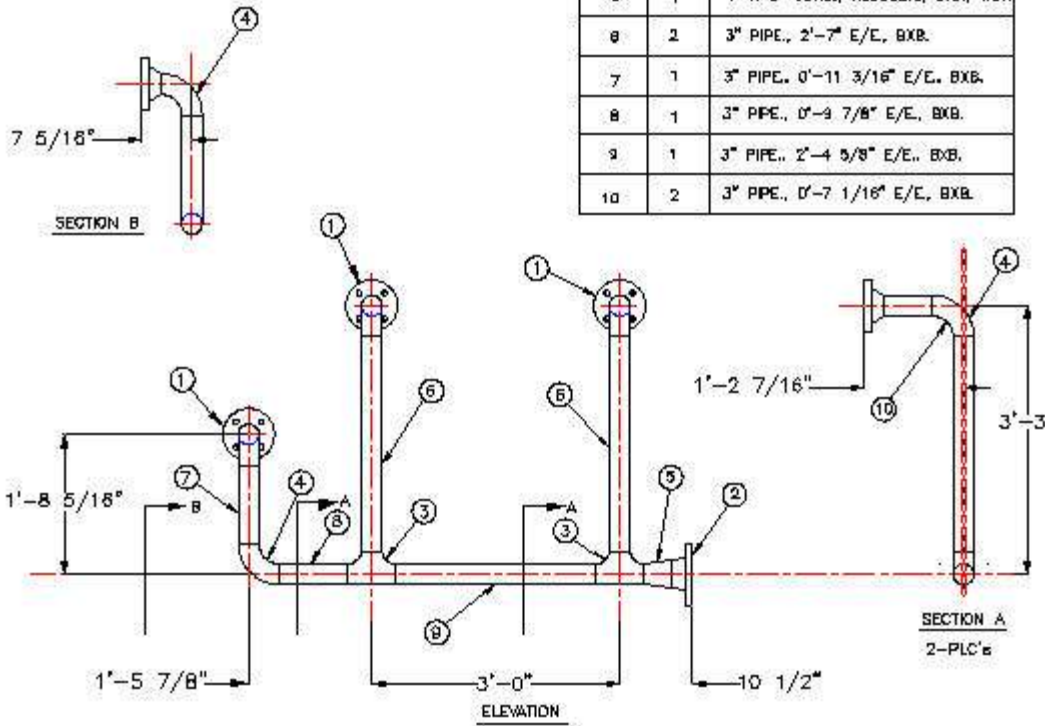 6 2 3" PIPE., 2'-7" E/E, BXB.
7 1 3" PIPE. 0'-11 3/16" E/E. BXB.
8 1 3" PIPE., 0'-9 7/8" E/E, BXB.
9 1 3" PIPE.. 2'-4 5/8" E/E.. BXB.
10 2 3" PIPE., 0'-7 1/16" E/E, BXB.
4
7 5/16"
SECTION B
1
1
1
6
6
7
4
A
8
3
B
1'-8 5/16"
A
3
5
2
9
1'-5 7/8"
3'-0"
10 1/2"
ELEVATION
4
1'-2 7/16"
10
3'-3
SECTION A
2-PLC's